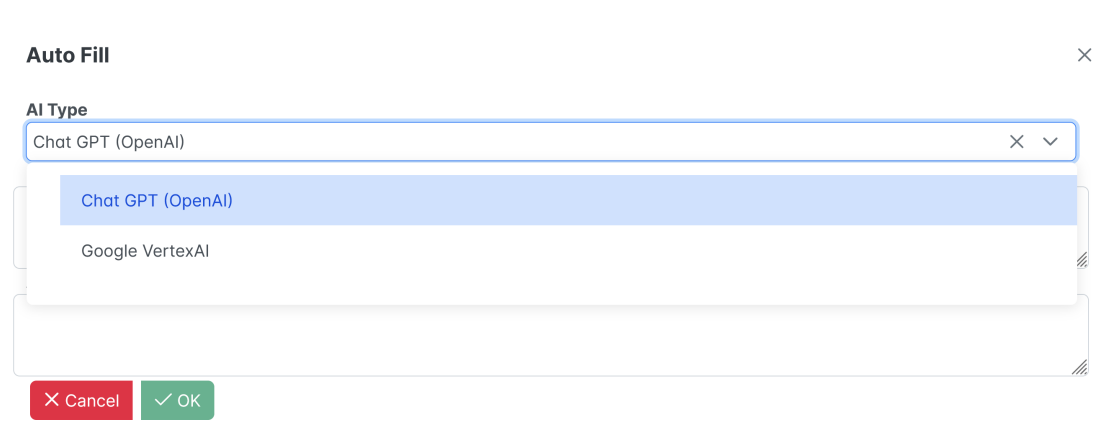 Auto Fill
AI Type
Chat GPT (OpenAI)
Chat GPT (OpenAI)
Google VertexAI
Cancel
OK